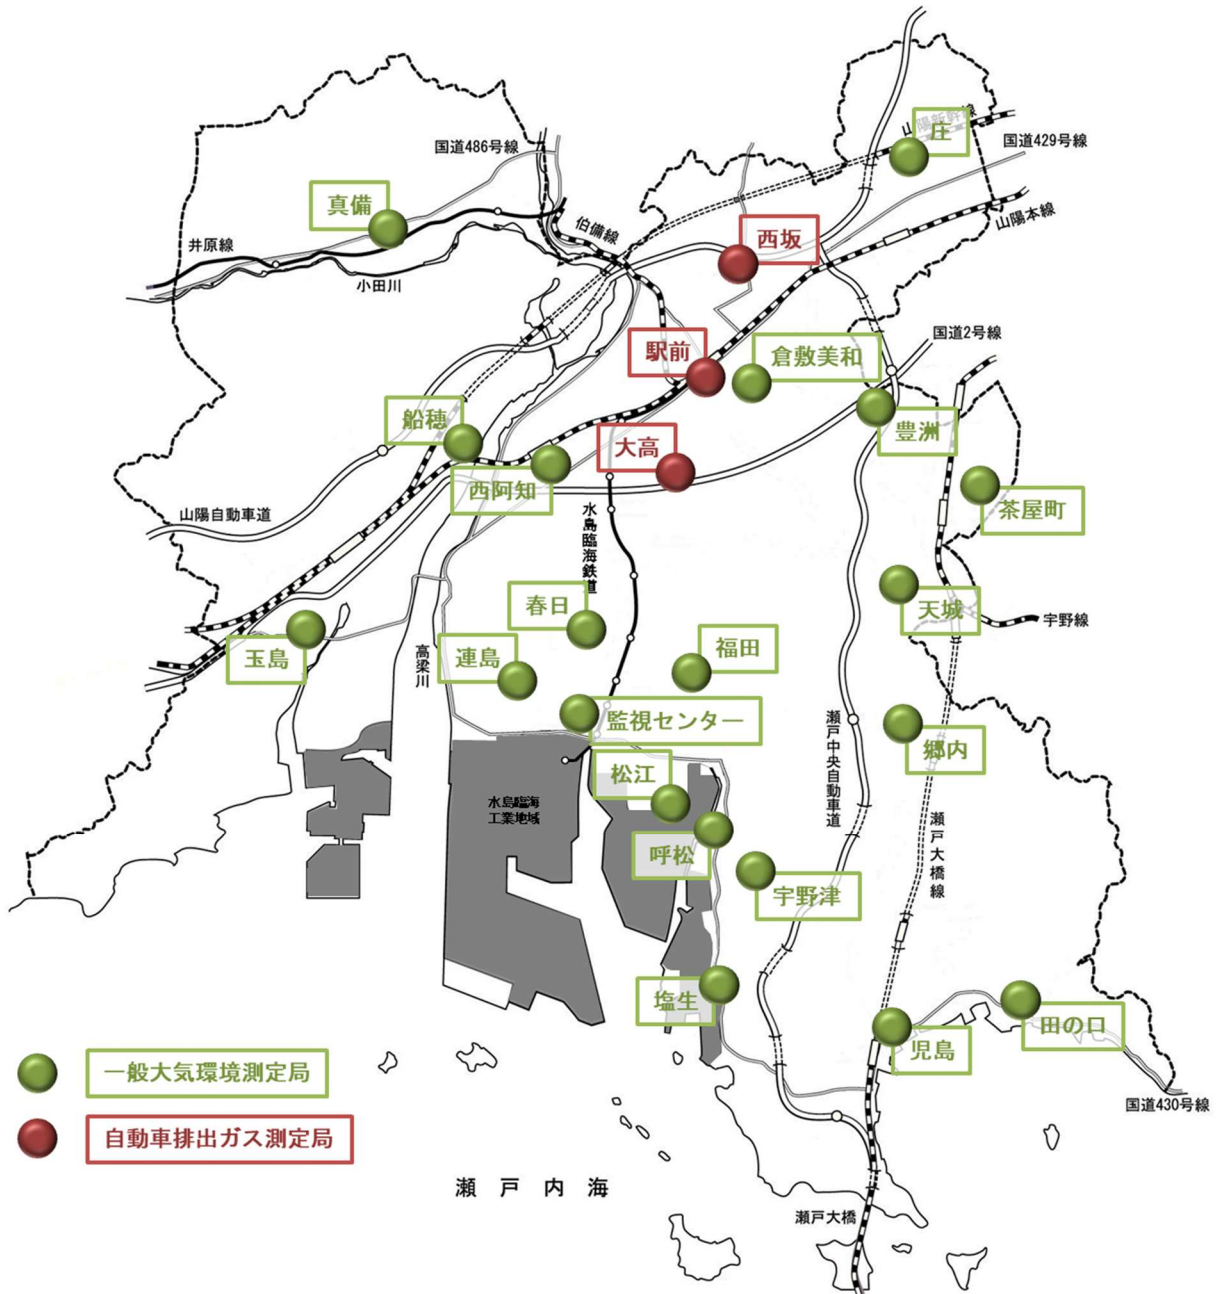 庄
山陽新幹線
国道429号線
国道486号線
真備
山陽本線
西坂
伯備線
井原線
小田川
国道2号線
駅前
倉敷美和
船穂
豊洲
大高
西阿知
茶屋町
山陽自動車道
水島臨海鉄道
春日
天城
宇野線
玉島
連島
高梁川
福田
監視センター
瀬戸中央自動車道
郷内
松江
水島臨海
工業地域
呼松
瀬戸大橋線
宇野津
塩生
田の口
児島
一般大気環境測定局
国道430号線
自動車排出ガス測定局
瀬戸内海
瀬戸大橋